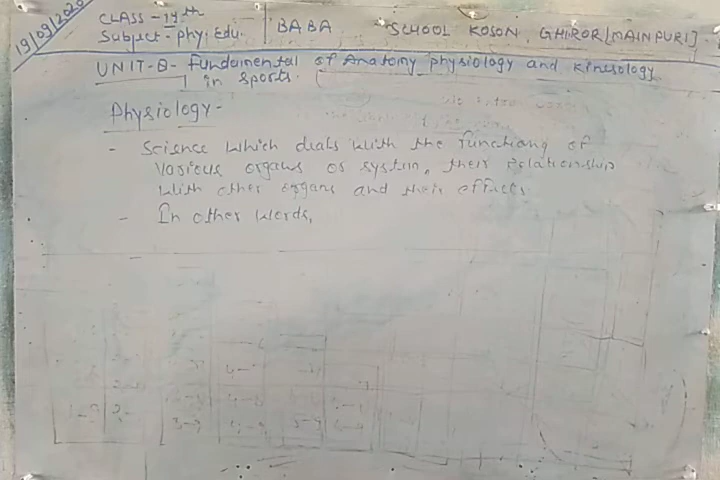 19/09/2020
CLASS - 11th
Subject - phy. Edu.
BABA SCHOOL KOSON, GHIROR [MAINPURI]
UNIT-8- Fundamental of Anatomy physiology and kinesology
in sports.
Physiology -
- Science which deals with the functiong of
various organs or system, their relationship
with other organs and their effects
- In other words,